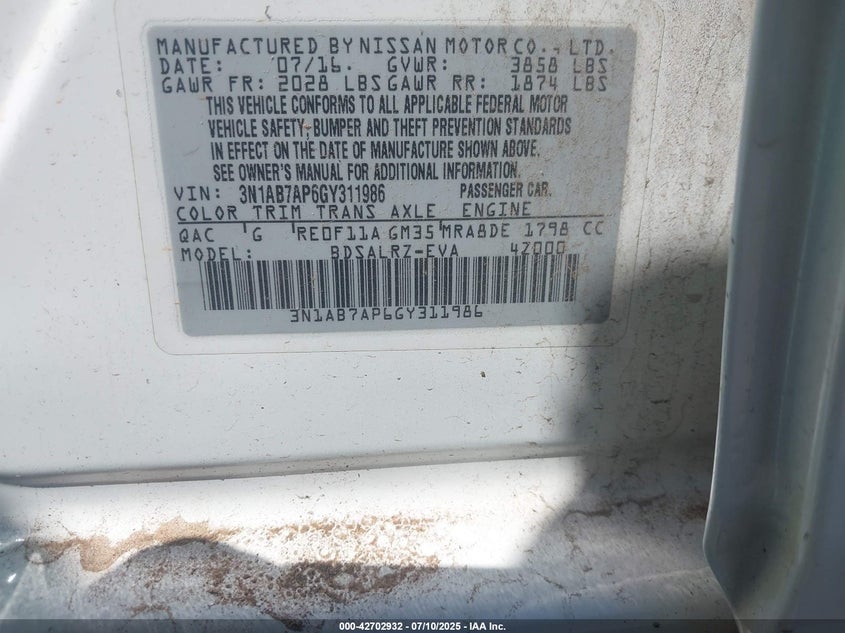 MANUFACTURED BY NISSAN MOTOR CO., LTD.
DATE: 07/16. GVWR: 3858 LBS
GAWR FR: 2028 LBS GAWR RR: 1874 LBS
THIS VEHICLE CONFORMS TO ALL APPLICABLE FEDERAL MOTOR
VEHICLE SAFETY, BUMPER AND THEFT PREVENTION STANDARDS
IN EFFECT ON THE DATE OF MANUFACTURE SHOWN ABOVE.
SEE OWNER'S MANUAL FOR ADDITIONAL INFORMATION.
VIN: 3N1AB7AP6GY311986 PASSENGER CAR.
COLOR TRIM TRANS AXLE ENGINE
QAC G RE0F11A GM35 MRA8DE 1798 CC
MODEL: BDSALRZ-EVA 4Z000
3N1AB7AP6GY311986
000-42702932 - 07/10/2025 - IAA Inc.